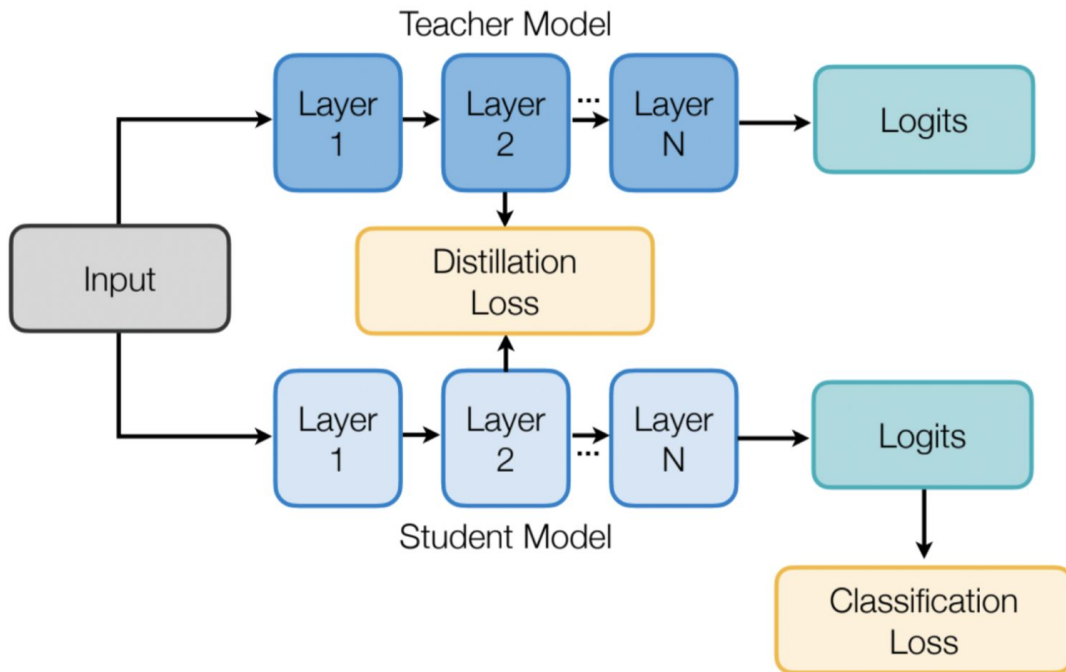 Teacher Model
Layer
1
Layer
2
...
Layer
N
Logits
Input
Distillation
Loss
Layer
1
Layer
2
...
Layer
N
Logits
Student Model
Classification
Loss